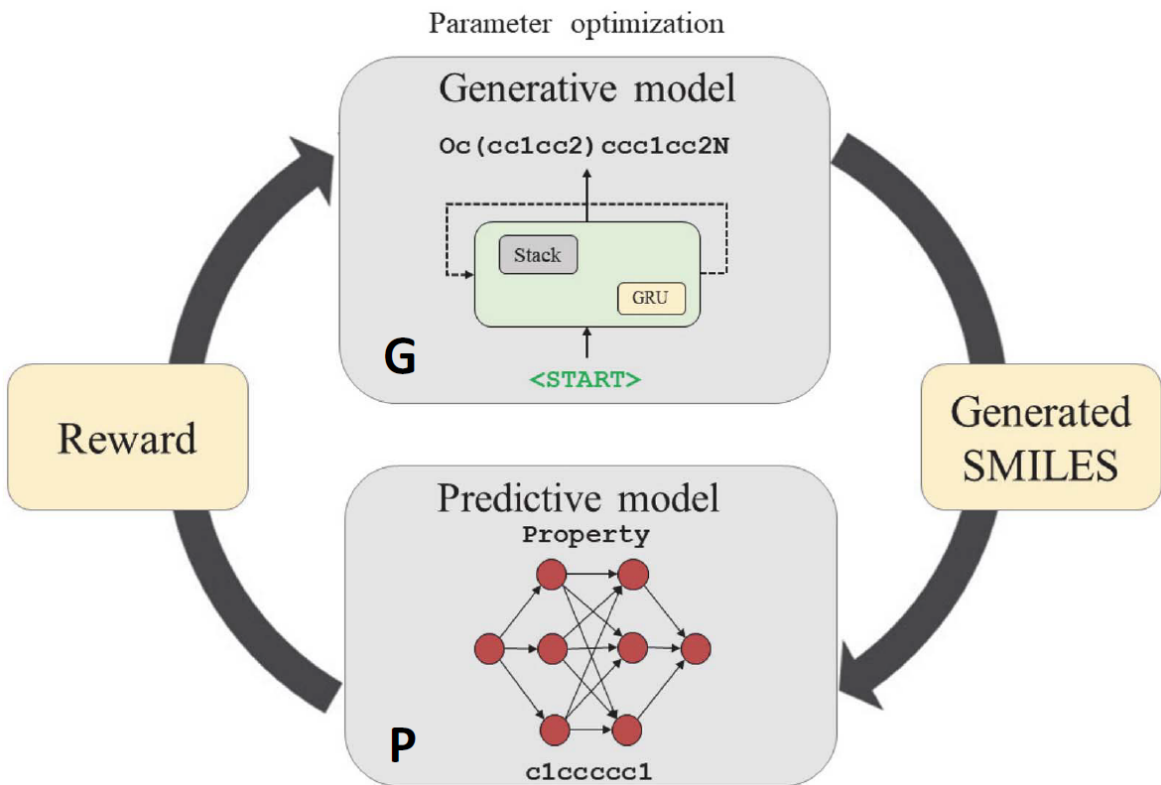 Parameter optimization
Generative model
Oc(cc1cc2)ccc1cc2N
Stack
GRU
G
<START>
Reward
Generated
SMILES
Predictive model
Property
P
c1ccccc1